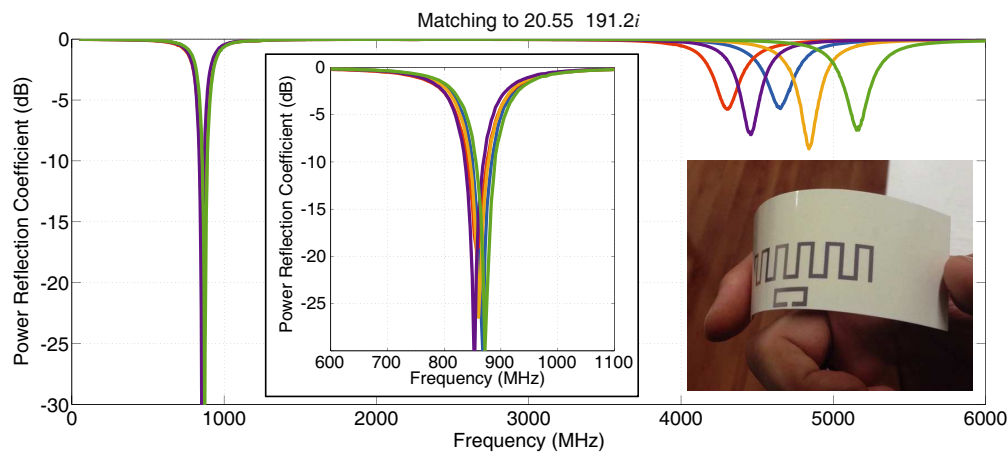 Matching to 20.55 191.2i
Power Reflection Coefficient (dB)
0
-5
-10
-15
-20
-25
-30
0 1000 2000 3000 4000 5000 6000
Frequency (MHz)
Power Reflection Coefficient (dB)
0
-5
-10
-15
-20
-25
600 700 800 900 1000 1100
Frequency (MHz)